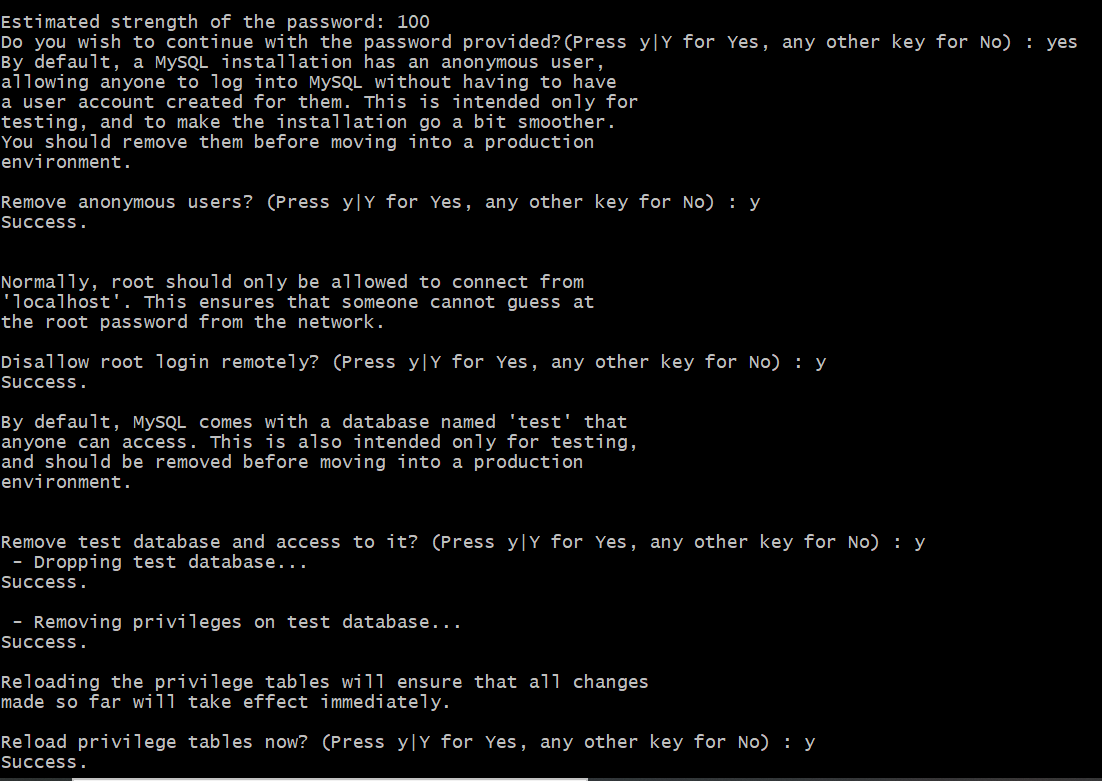 Estimated strength of the password: 100
Do you wish to continue with the password provided?(Press y|Y for Yes, any other key for No) : yes
By default, a MySQL installation has an anonymous user,
allowing anyone to log into MySQL without having to have
a user account created for them. This is intended only for
testing, and to make the installation go a bit smoother.
You should remove them before moving into a production
environment.
Remove anonymous users? (Press y|Y for Yes, any other key for No) : y
Success.
Normally, root should only be allowed to connect from
'localhost'. This ensures that someone cannot guess at
the root password from the network.
Disallow root login remotely? (Press y|Y for Yes, any other key for No) : y
Success.
By default, MySQL comes with a database named 'test' that
anyone can access. This is also intended only for testing,
and should be removed before moving into a production
environment.
Remove test database and access to it? (Press y|Y for Yes, any other key for No) : y
- Dropping test database...
Success.
- Removing privileges on test database...
Success.
Reloading the privilege tables will ensure that all changes
made so far will take effect immediately.
Reload privilege tables now? (Press y|Y for Yes, any other key for No) : y
Success.